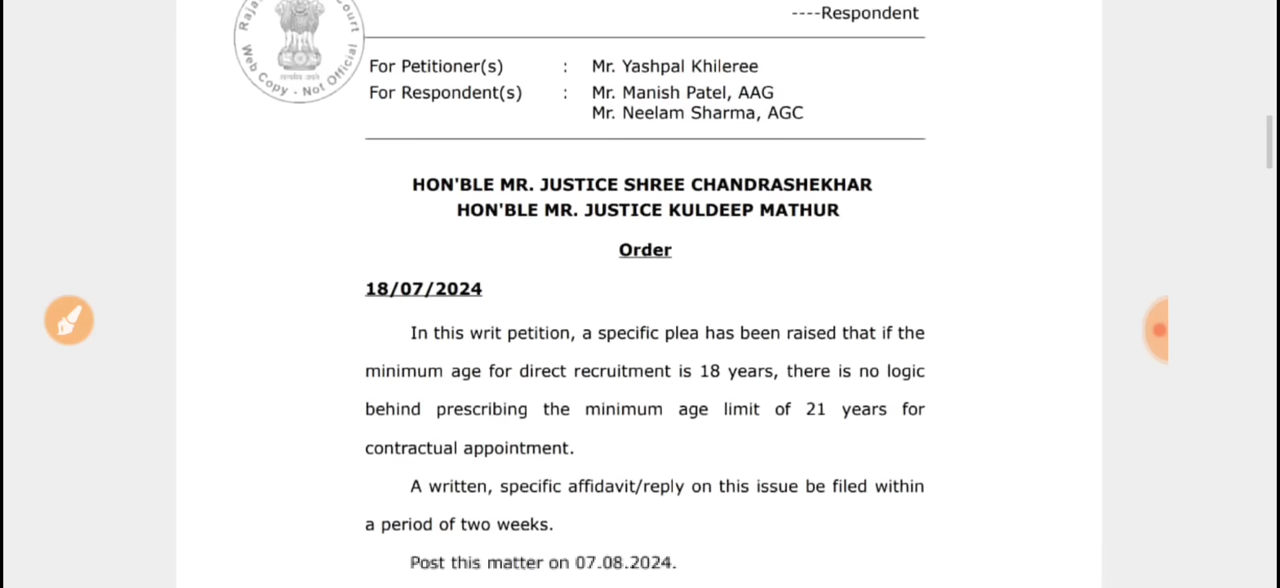 Raja
ourt
Web Copy - Not Official
----Respondent
For Petitioner(s) : Mr. Yashpal Khileree
For Respondent(s) : Mr. Manish Patel, AAG
Mr. Neelam Sharma, AGC
HON'BLE MR. JUSTICE SHREE CHANDRASHEKHAR
HON'BLE MR. JUSTICE KULDEEP MATHUR
Order
18/07/2024
In this writ petition, a specific plea has been raised that if the
minimum age for direct recruitment is 18 years, there is no logic
behind prescribing the minimum age limit of 21 years for
contractual appointment.
A written, specific affidavit/reply on this issue be filed within
a period of two weeks.
Post this matter on 07.08.2024.